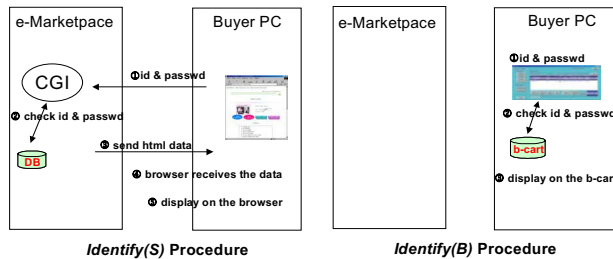 e-Marketpace
Buyer PC
CGI
①id & passwd
② check id & passwd
DB
③ send html data
④ browser receives the data
⑤ display on the browser
Identify(S) Procedure
e-Marketpace
Buyer PC
①id & passwd
② check id & passwd
b-cart
③ display on the b-cart
Identify(B) Procedure